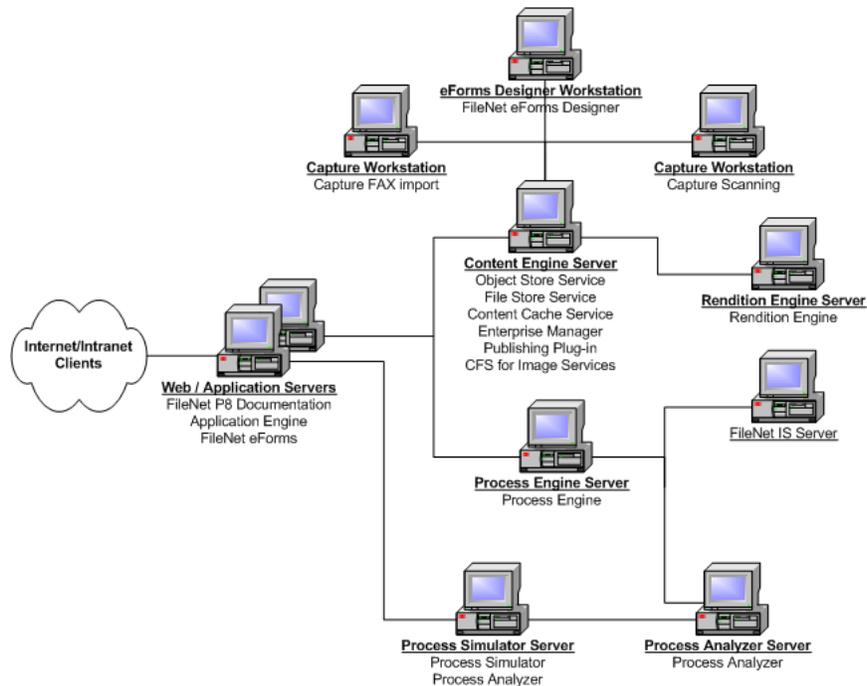 eForms Designer Workstation
FileNet eForms Designer
Capture Workstation
Capture FAX import
Capture Workstation
Capture Scanning
Content Engine Server
Object Store Service
File Store Service
Content Cache Service
Enterprise Manager
Publishing Plug-in
CFS for Image Services
Rendition Engine Server
Rendition Engine
Internet/Intranet
Clients
Web / Application Servers
FileNet P8 Documentation
Application Engine
FileNet eForms
FileNet IS Server
Process Engine Server
Process Engine
Process Simulator Server
Process Simulator
Process Analyzer
Process Analyzer Server
Process Analyzer